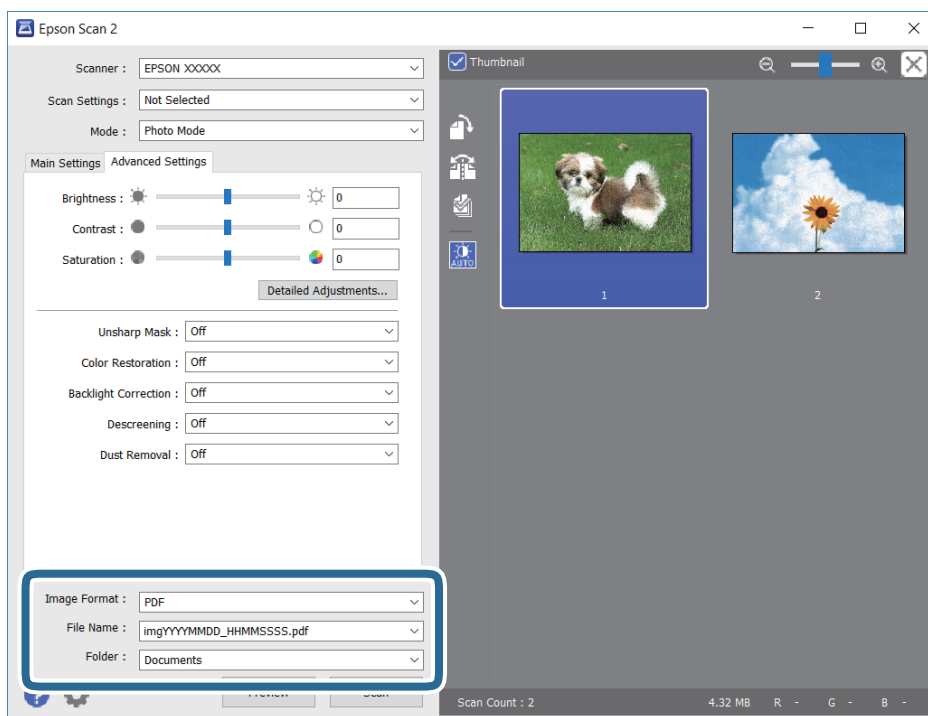 Epson Scan 2
Scanner : EPSON XXXXX
Scan Settings : Not Selected
Mode : Photo Mode
Main Settings Advanced Settings
Brightness : 0
Contrast : 0
Saturation : 0
Detailed Adjustments...
Unsharp Mask : Off
Color Restoration : Off
Backlight Correction : Off
Descreening : Off
Dust Removal : Off
Image Format : PDF
File Name : imgYYYYMMDD_HHMMSSSS.pdf
Folder : Documents
Preview Scan
Thumbnail
AUTO
1 2
Scan Count : 2 4.32 MB R - G - B -